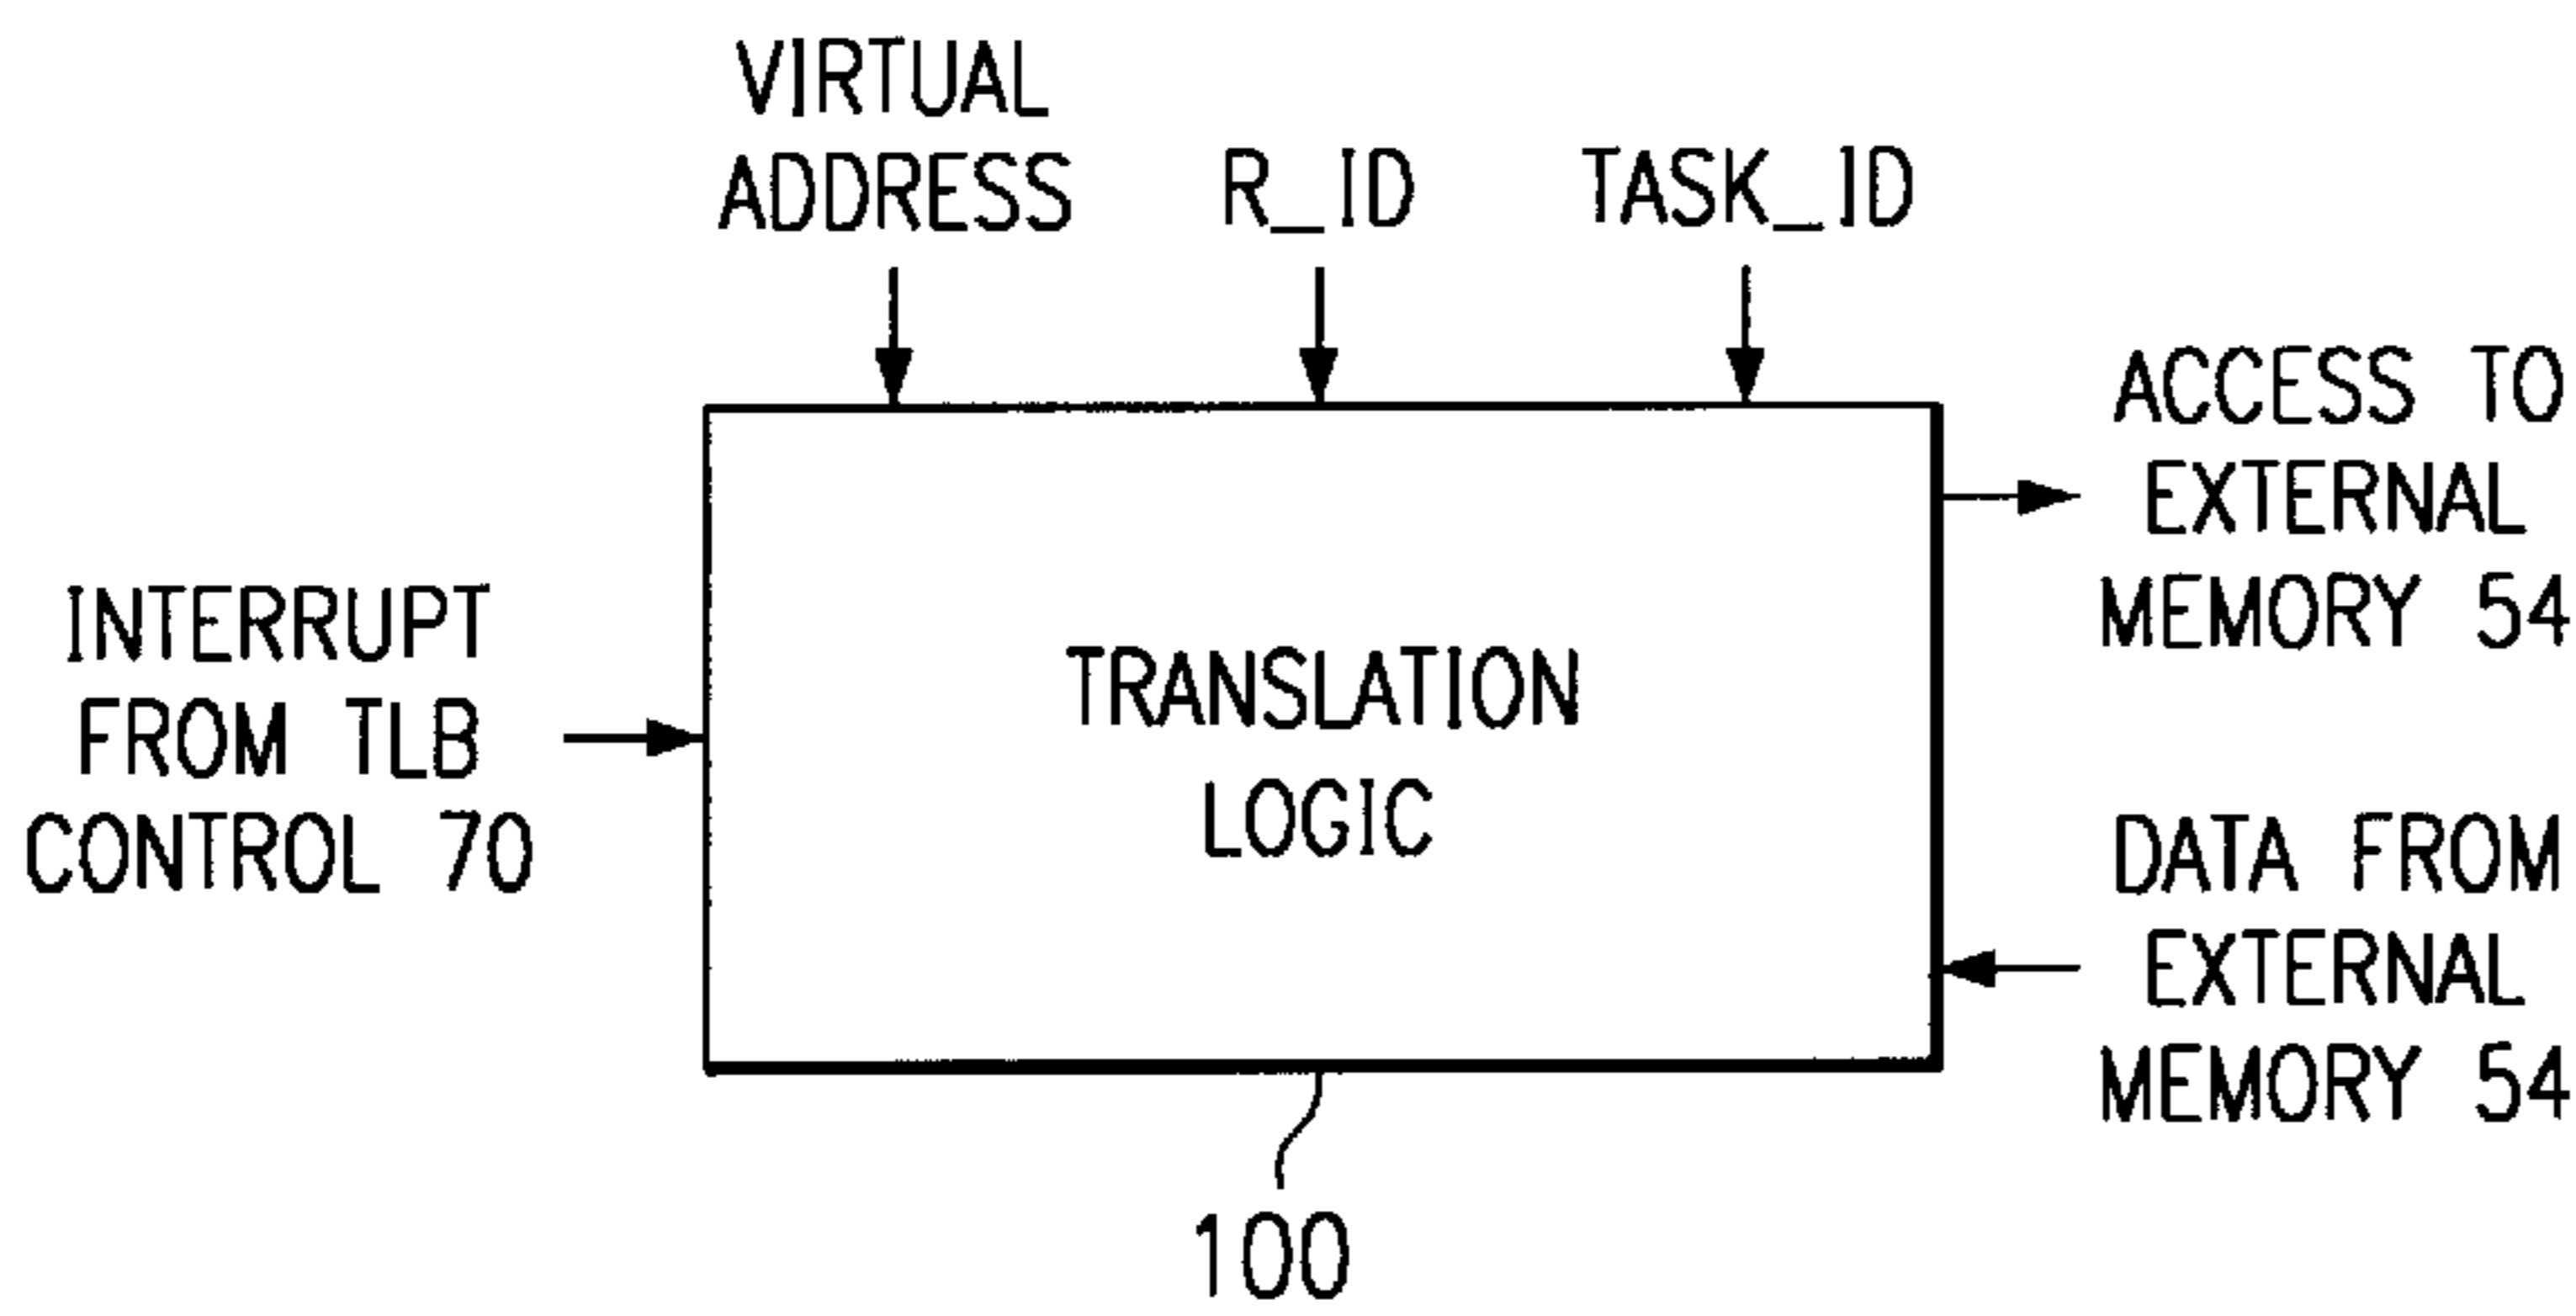 VIRTUAL
ADDRESS
R_ID
TASK_ID
ACCESS TO
EXTERNAL
MEMORY 54
INTERRUPT
FROM TLB
CONTROL 70
TRANSLATION
LOGIC
DATA FROM
EXTERNAL
MEMORY 54
100